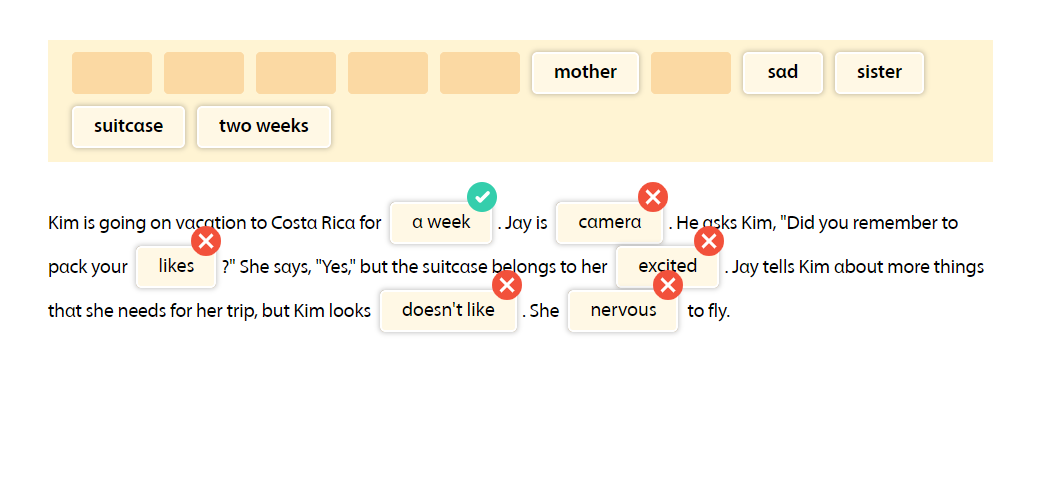 mother sad sister
suitcase two weeks
Kim is going on vacation to Costa Rica for a week . Jay is camera . He asks Kim, "Did you remember to
pack your likes ?" She says, "Yes," but the suitcase belongs to her excited . Jay tells Kim about more things
that she needs for her trip, but Kim looks doesn't like . She nervous to fly.